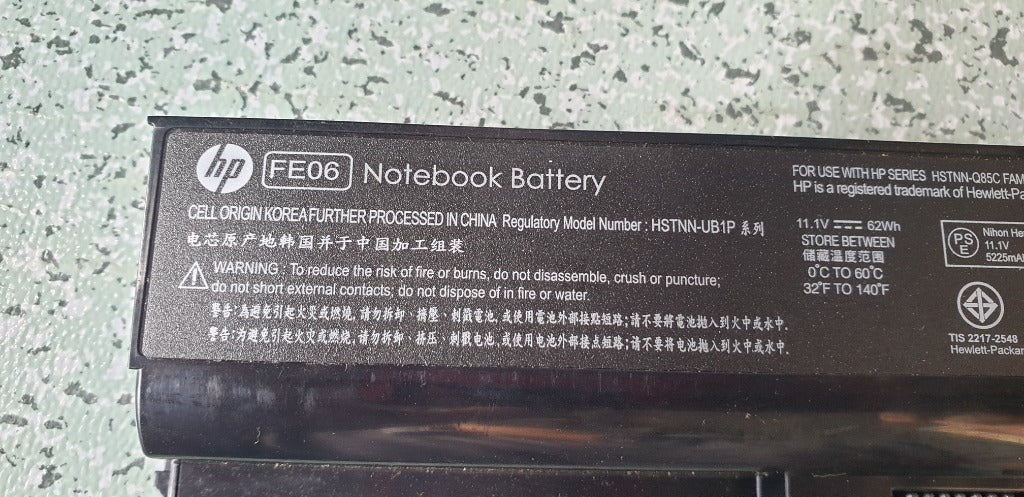 hp FE06 Notebook Battery
CELL ORIGIN KOREA FURTHER PROCESSED IN CHINA Regulatory Model Number : HSTNN-UB1P 系列
电芯原产地韩国并于中国加工组装
WARNING : To reduce the risk of fire or burns, do not disassemble, crush or puncture;
do not short external contacts; do not dispose of in fire or water.
警告:為避免引起火災或燃燒, 請勿拆卸、擠壓、刺戳電池, 或使用電池外部接點短路; 請不要將電池拋入到火中或水中.
警告:为避免引起火灾或燃烧, 请勿拆卸、挤压、刺戳电池, 或使用电池外部接点短路; 请不要将电池抛入到火中或水中.
FOR USE WITH HP SERIES HSTNN-Q85C FAM
HP is a registered trademark of Hewlett-Pa
11.1V ⎓ 62Wh
STORE BETWEEN
儲藏溫度范围
0°C TO 60°C
32°F TO 140°F
PS
E
Nihon He
11.1V
5225mAl
TIS 2217-2548
Hewlett-Packar